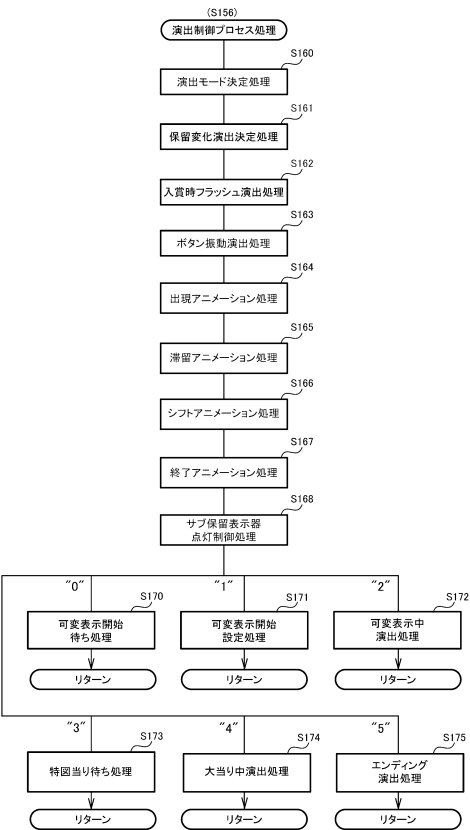 (S156)
演出制御プロセス処理
S160
演出モード決定処理
S161
保留変化演出決定処理
S162
入賞時フラッシュ演出処理
S163
ボタン振動演出処理
S164
出現アニメーション処理
S165
滞留アニメーション処理
S166
シフトアニメーション処理
S167
終了アニメーション処理
S168
サブ保留表示器
点灯制御処理
"0"
"1"
"2"
S170
S171
S172
可変表示開始
待ち処理
可変表示開始
設定処理
可変表示中
演出処理
リターン
リターン
リターン
"3"
"4"
"5"
S173
S174
S175
特図当り待ち処理
大当り中演出処理
エンディング
演出処理
リターン
リターン
リターン